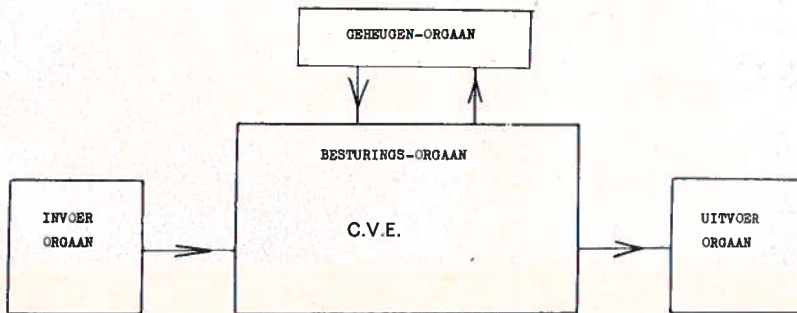 GEHEUGEN-ORGAAN
BESTURINGS-ORGAAN
INVOER
ORGAAN
C.V.E.
UITVOER
ORGAAN